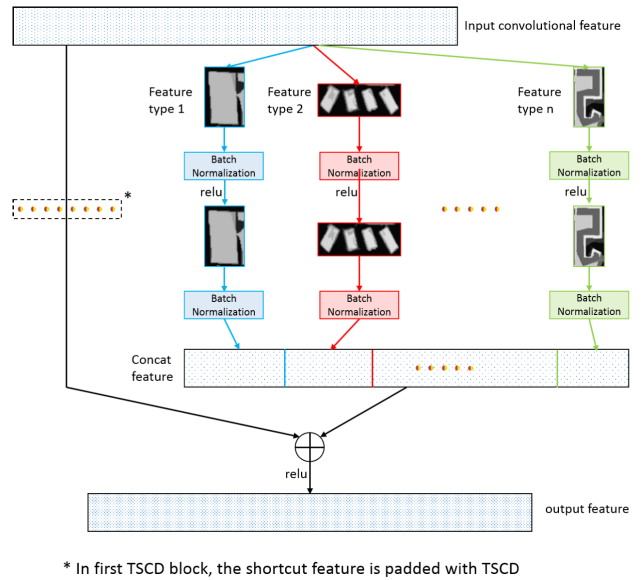 Input convolutional feature
Feature
type 1
Feature
type 2
Feature
type n
Batch
Normalization
Batch
Normalization
Batch
Normalization
relu
relu
relu
*
Batch
Normalization
Batch
Normalization
Batch
Normalization
Concat
feature
relu
output feature
* In first TSCD block, the shortcut feature is padded with TSCD